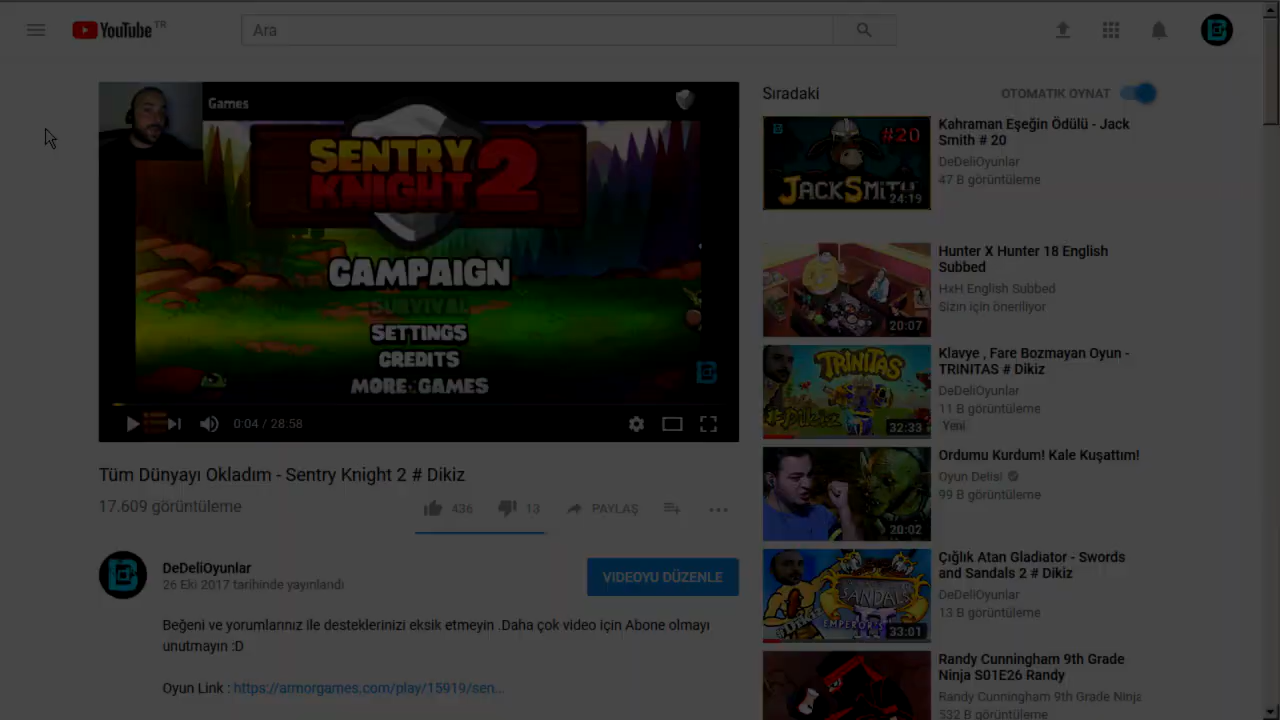 YouTube TR
Ara
Games
SENTRY
KNIGHT 2
CAMPAIGN
SURVIVAL
SETTINGS
CREDITS
MORE GAMES
0:04 / 28:58
Tüm Dünyayı Okladım - Sentry Knight 2 # Dikiz
17.609 görüntüleme
436
13
PAYLAŞ
DeDeliOyunlar
26 Eki 2017 tarihinde yayınlandı
VIDEOYU DÜZENLE
Beğeni ve yorumlarınız ile desteklerinizi eksik etmeyin .Daha çok video için Abone olmayı
unutmayın :D
Oyun Link : https://armorgames.com/play/15919/sen...
Sıradaki
OTOMATIK OYNAT
#20
JACKSMITH
24:19
Kahraman Eşeğin Ödülü - Jack
Smith # 20
DeDeliOyunlar
47 B görüntüleme
20:07
Hunter X Hunter 18 English
Subbed
HxH English Subbed
Sizin için öneriliyor
TRINITAS
#Dikiz
32:33
Klavye , Fare Bozmayan Oyun -
TRINITAS # Dikiz
DeDeliOyunlar
11 B görüntüleme
Yeni
20:02
Ordumu Kurdum! Kale Kuşattım!
Oyun Delisi
99 B görüntüleme
SANDALS
33:01
Çığlık Atan Gladiator - Swords
and Sandals 2 # Dikiz
DeDeliOyunlar
13 B görüntüleme
Randy Cunningham 9th Grade
Ninja S01E26 Randy
Randy Cunningham 9th Grade Ninja
532 B görüntüleme